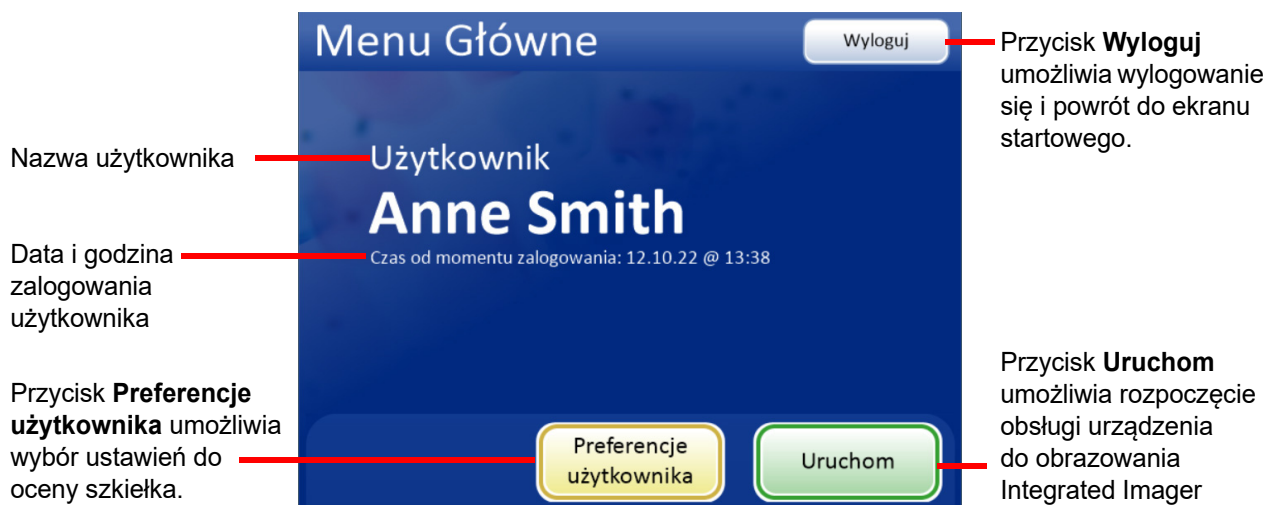 Menu Główne
Wyloguj
Przycisk Wyloguj
umożliwia wylogowanie
się i powrót do ekranu
startowego.
Nazwa użytkownika
Użytkownik
Anne Smith
Data i godzina
zalogowania
użytkownika
Czas od momentu zalogowania: 12.10.22 @ 13:38
Przycisk Preferencje
użytkownika umożliwia
wybór ustawień do
oceny szkiełka.
Preferencje
użytkownika
Uruchom
Przycisk Uruchom
umożliwia rozpoczęcie
obsługi urządzenia
do obrazowania
Integrated Imager